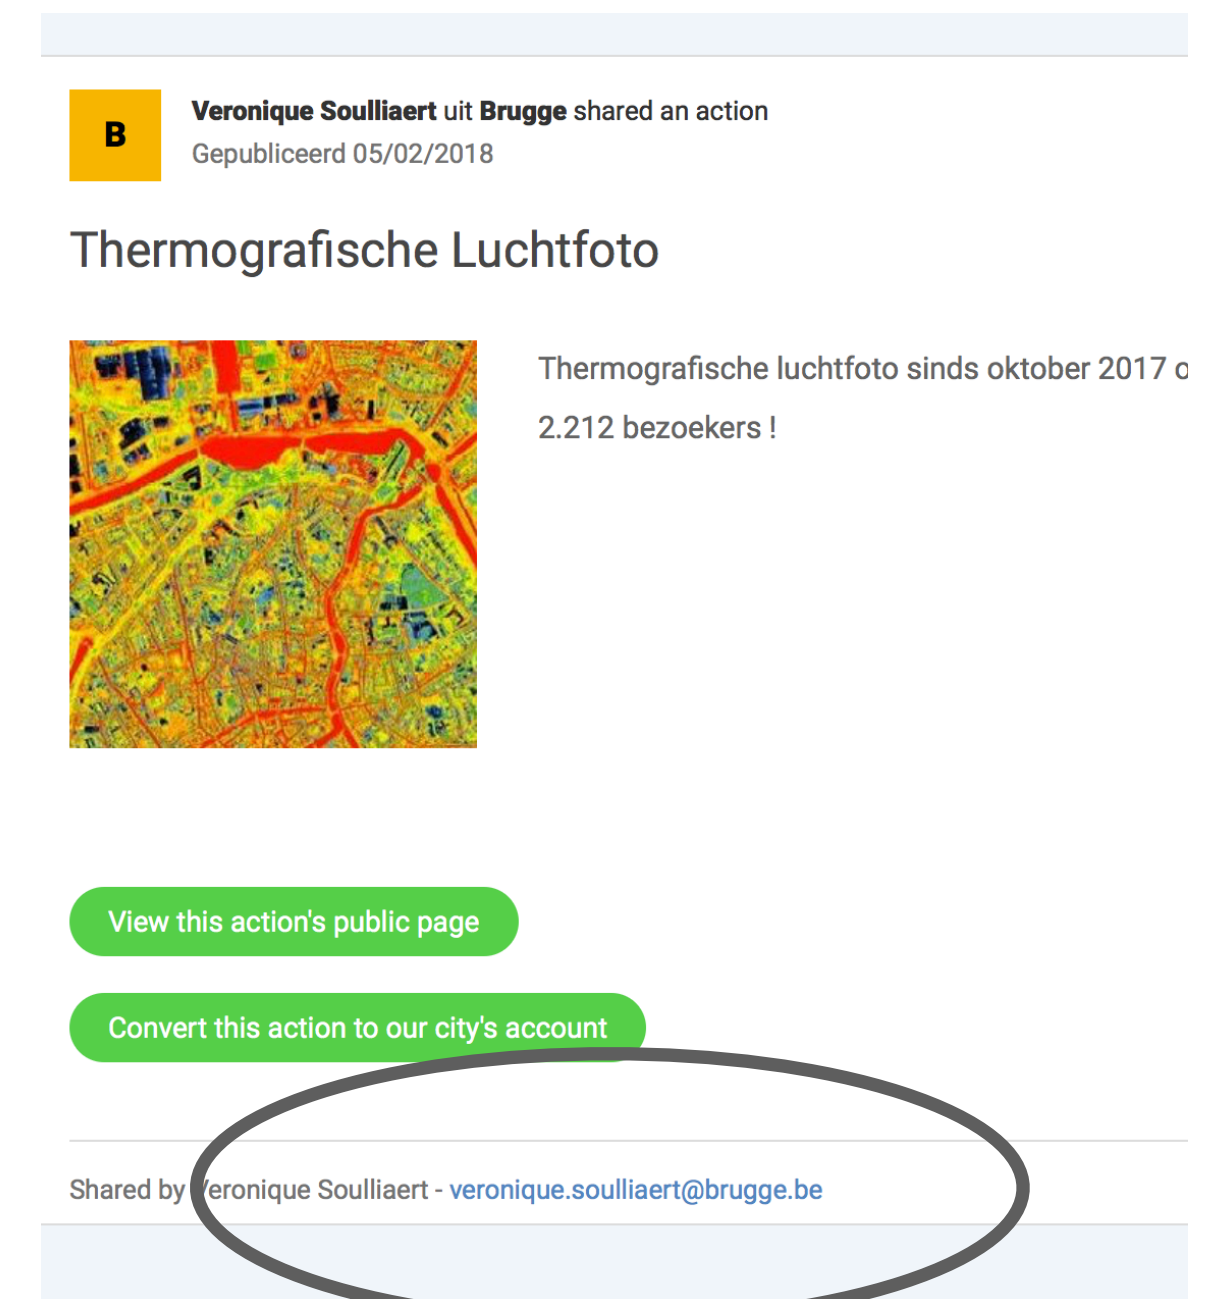 B
Veronique Soulliaert uit Brugge shared an action
Gepubliceerd 05/02/2018
Thermografische Luchtfoto
Thermografische luchtfoto sinds oktober 2017 o
2.212 bezoekers !
View this action's public page
Convert this action to our city's account
Shared by Veronique Soulliaert - veronique.soulliaert@brugge.be